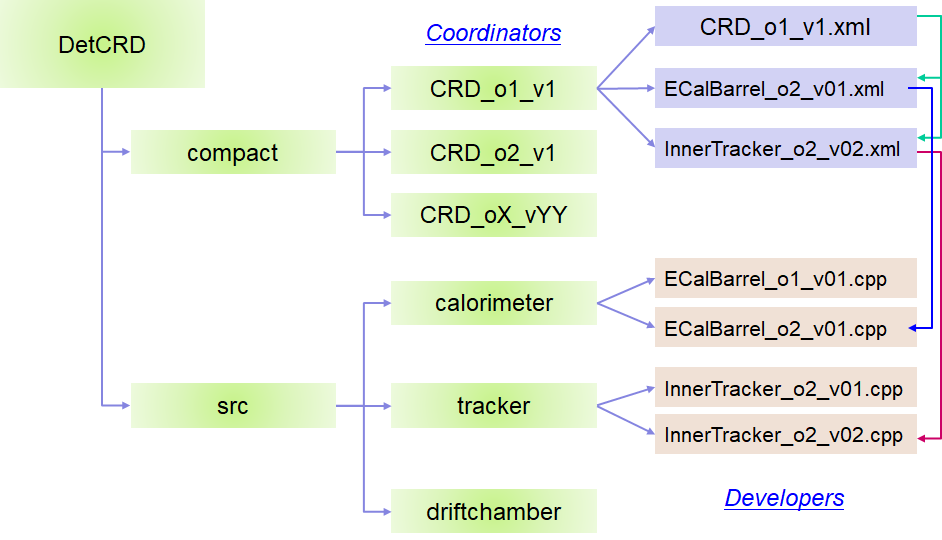 DetCRD
Coordinators
CRD_o1_v1.xml
CRD_o1_v1
ECalBarrel_o2_v01.xml
compact
CRD_o2_v1
InnerTracker_o2_v02.xml
CRD_oX_vYY
calorimeter
ECalBarrel_o1_v01.cpp
ECalBarrel_o2_v01.cpp
src
tracker
InnerTracker_o2_v01.cpp
InnerTracker_o2_v02.cpp
driftchamber
Developers